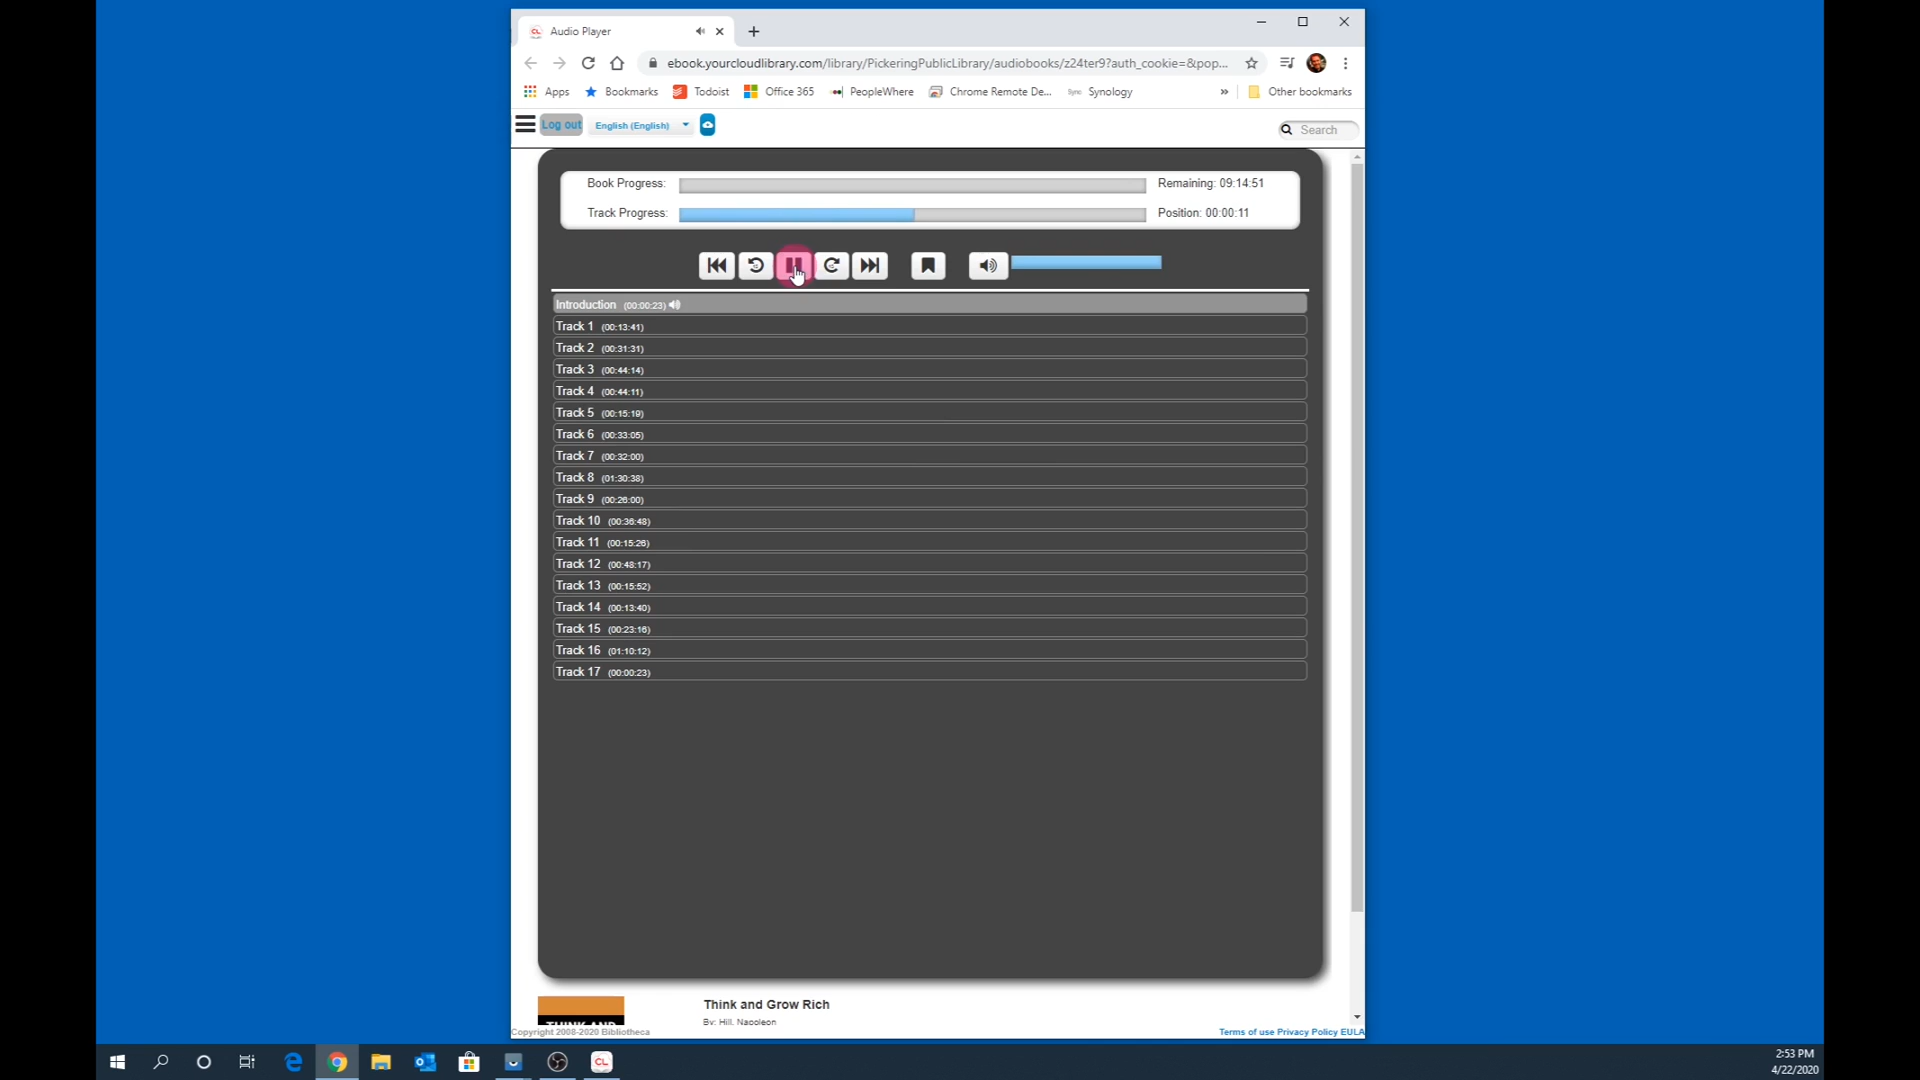 Audio Player
ebook.yourcloudlibrary.com/library/PickeringPublicLibrary/audiobooks/z24ter9?auth_cookie=&pop...
Apps Bookmarks Todoist Office 365 PeopleWhere Chrome Remote De... Synology » Other bookmarks
Log out English (English) Search
Book Progress: Remaining: 09:14:51
Track Progress: Position: 00:00:11
Introduction (00:00:23)
Track 1 (00:13:41)
Track 2 (00:31:31)
Track 3 (00:44:14)
Track 4 (00:44:11)
Track 5 (00:15:19)
Track 6 (00:33:05)
Track 7 (00:32:00)
Track 8 (01:30:38)
Track 9 (00:26:00)
Track 10 (00:36:48)
Track 11 (00:15:26)
Track 12 (00:48:17)
Track 13 (00:15:52)
Track 14 (00:13:40)
Track 15 (00:23:16)
Track 16 (01:10:12)
Track 17 (00:00:23)
Think and Grow Rich
THINK AND
By: Hill, Napoleon
Copyright 2008-2020 Bibliotheca Terms of use Privacy Policy EULA
CL
2:53 PM
4/22/2020